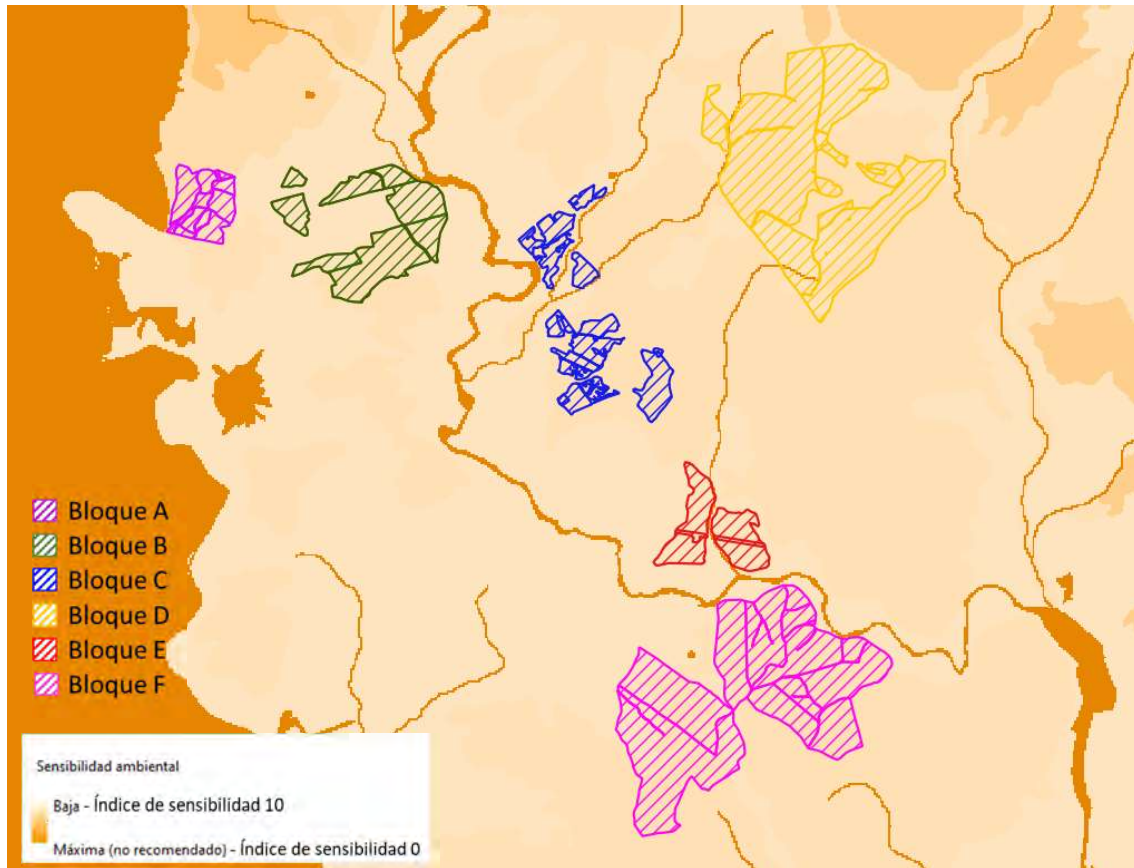 Bloque A
Bloque B
Bloque C
Bloque D
Bloque E
Bloque F
Sensibilidad ambiental
Baja - Índice de sensibilidad 10
Máxima (no recomendado) - Índice de sensibilidad 0